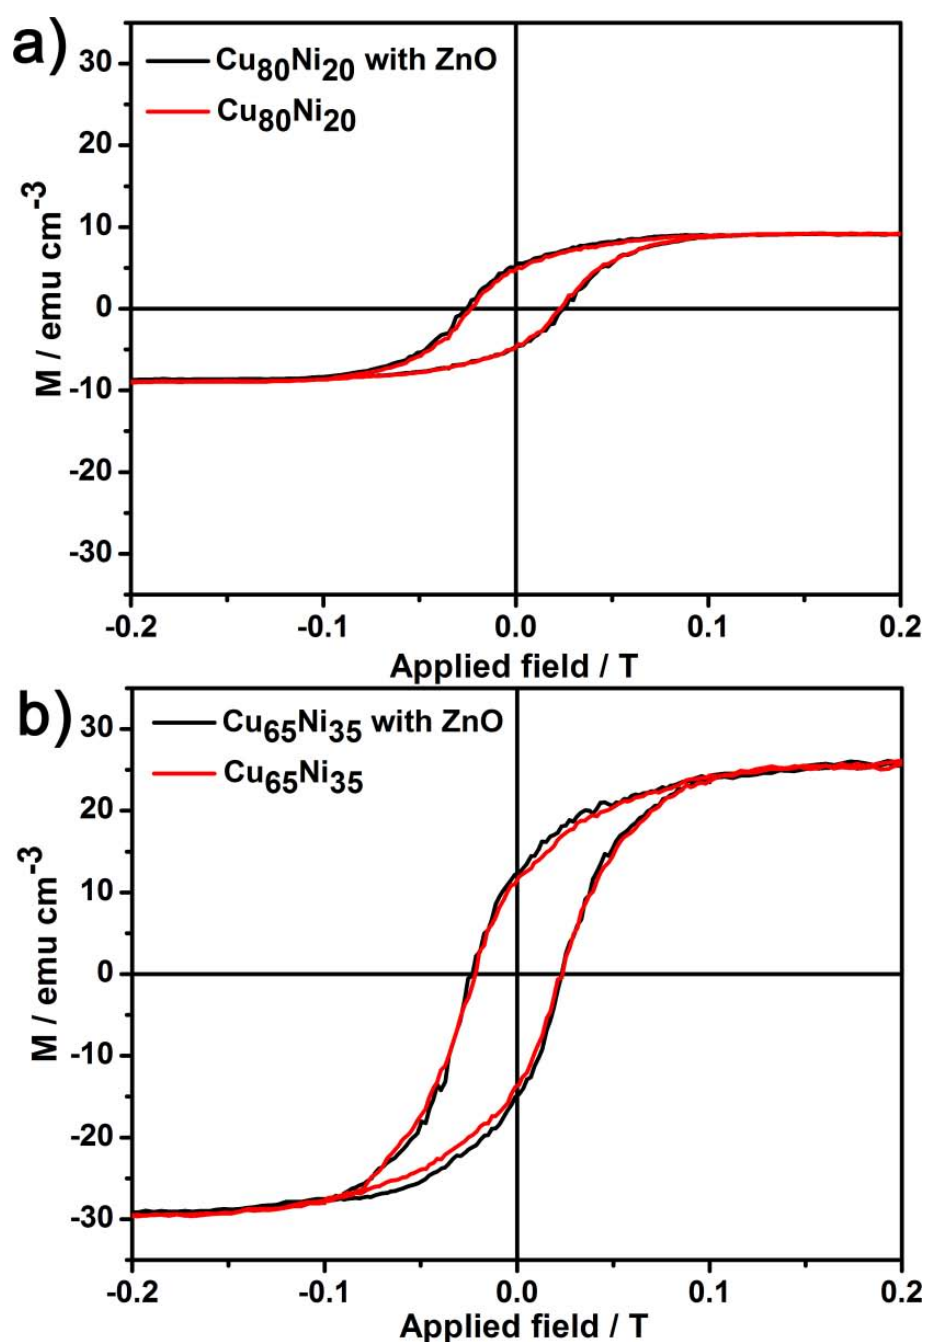 a)
Cu80Ni20 with ZnO
Cu80Ni20
M / emu cm-3
30
20
10
0
-10
-20
-30
-0.2 -0.1 0.0 0.1 0.2
Applied field / T
b)
Cu65Ni35 with ZnO
Cu65Ni35
M / emu cm-3
30
20
10
0
-10
-20
-30
-0.2 -0.1 0.0 0.1 0.2
Applied field / T